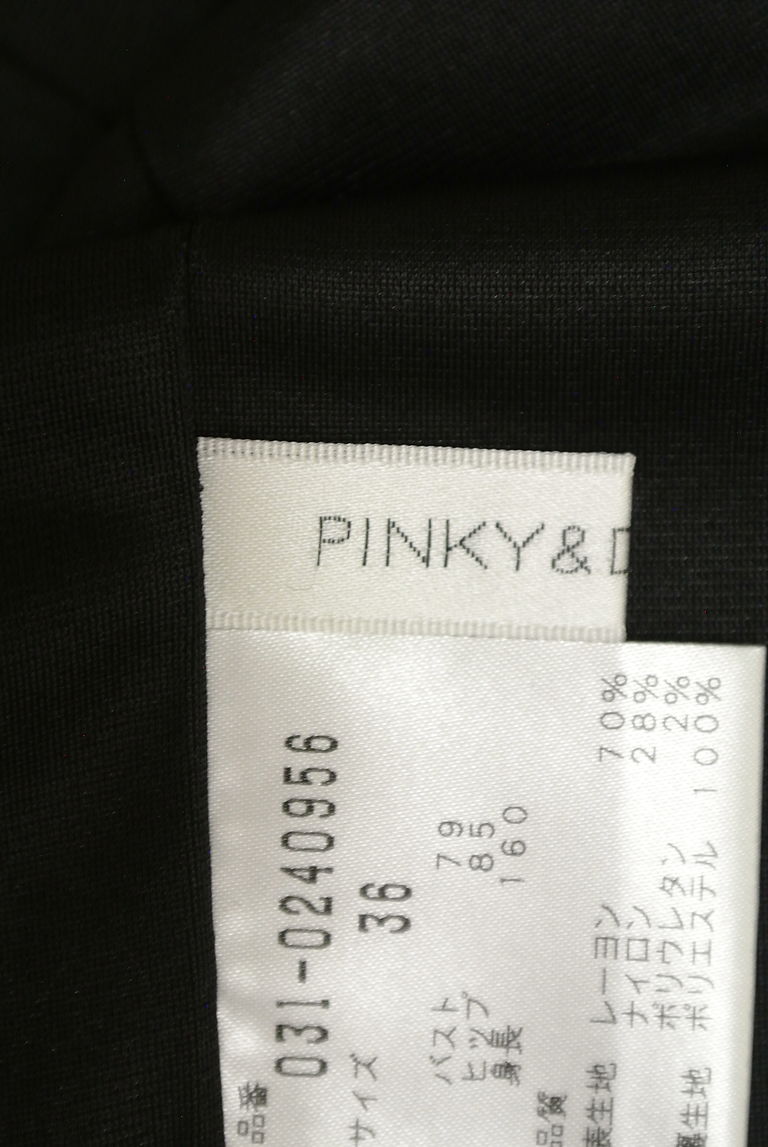 PINKY&D
品番 031-0240956
サイズ 36
バスト 79
ヒップ 85
身長 160
品質
表生地 レーヨン 70%
ナイロン 28%
ポリウレタン 2%
裏生地 ポリエステル 100%